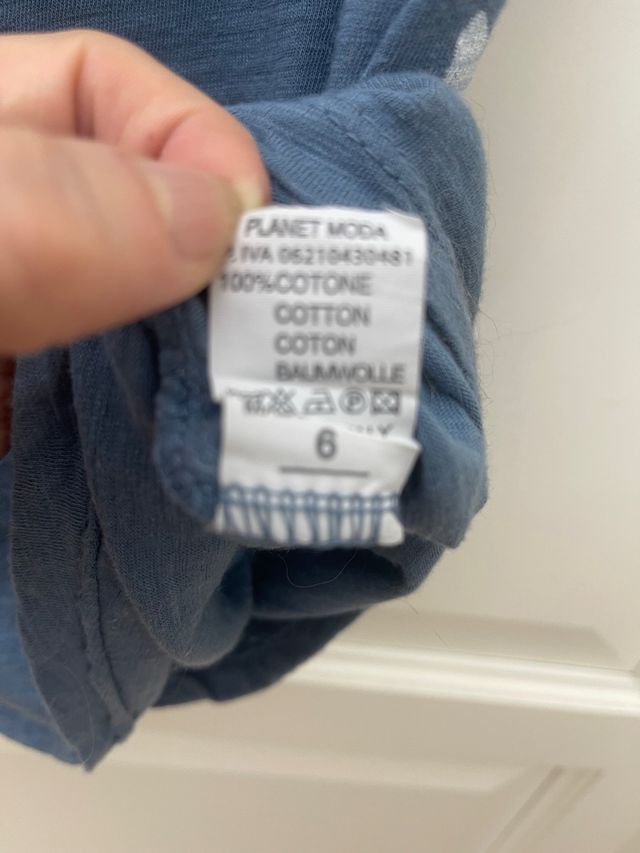 PLANET MODA
P.IVA 06210430481
100%COTONE
COTTON
COTON
BAUMWOLLE
6